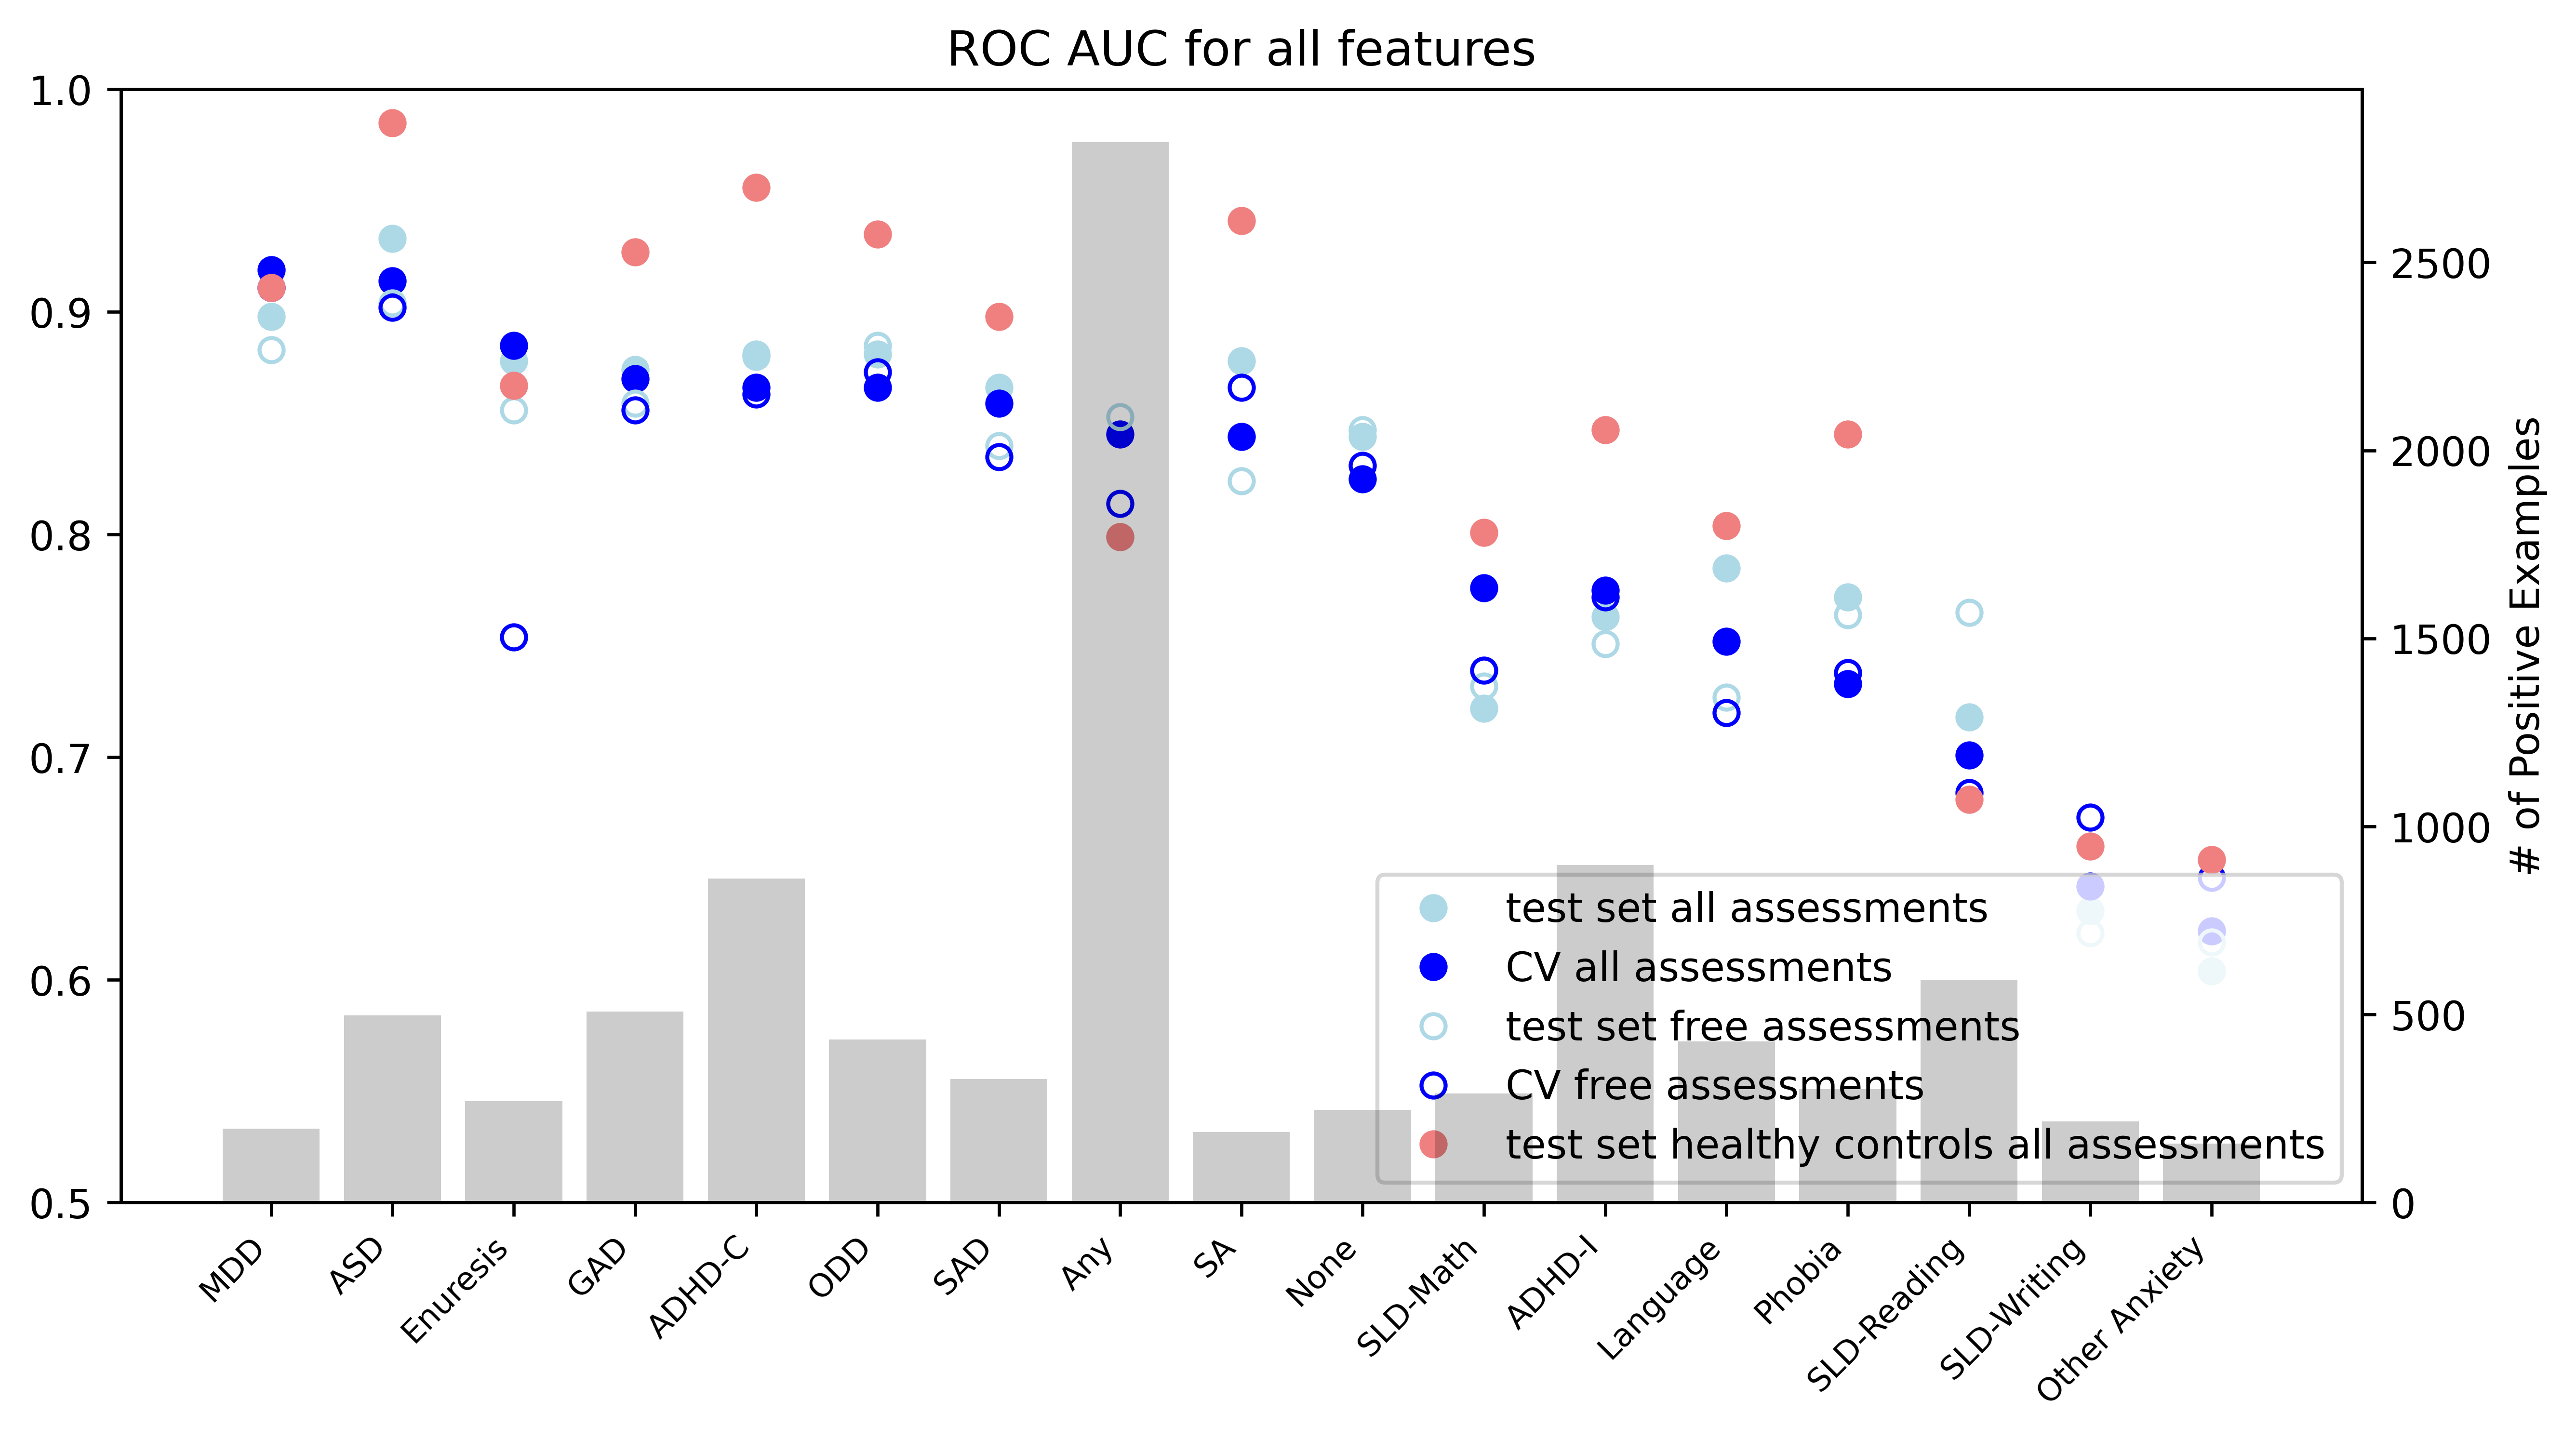 ROC AUC for all features
1.0
0.9
0.8
0.7
0.6
0.5
2500
2000
1500
1000
500
0
# of Positive Examples
test set all assessments
CV all assessments
test set free assessments
CV free assessments
test set healthy controls all assessments
MDD
ASD
Enuresis
GAD
ADHD-C
ODD
SAD
Any
SA
None
SLD-Math
ADHD-I
Language
Phobia
SLD-Reading
SLD-Writing
Other Anxiety